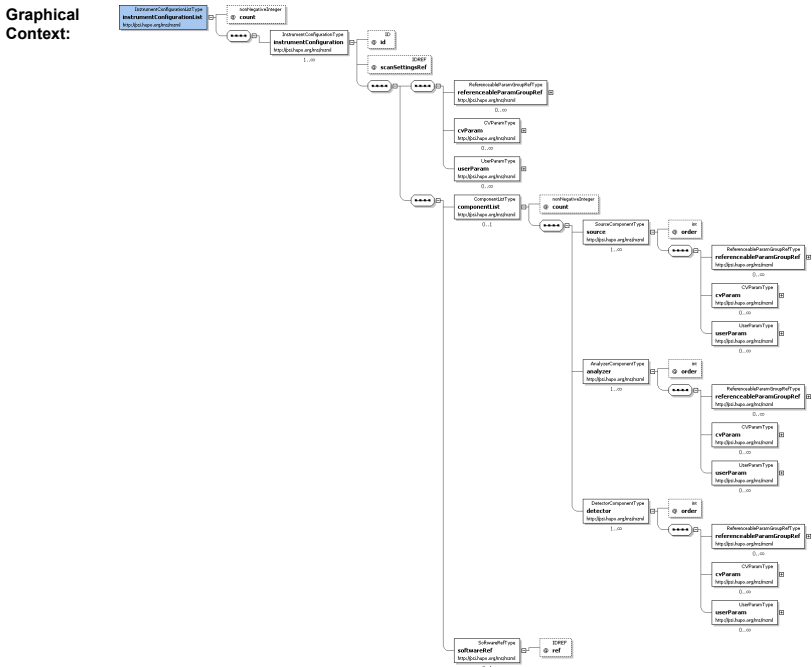 Graphical
Context:
InstrumentConfigurationListType
instrumentConfigurationList
http://psi.hupo.org/ms/mzml
nonNegativeInteger
@ count
InstrumentConfigurationType
instrumentConfiguration
http://psi.hupo.org/ms/mzml
1..∞
ID
@ id
IDREF
@ scanSettingsRef
ReferenceableParamGroupRefType
referenceableParamGroupRef
http://psi.hupo.org/ms/mzml
0..∞
CVParamType
cvParam
http://psi.hupo.org/ms/mzml
0..∞
UserParamType
userParam
http://psi.hupo.org/ms/mzml
0..∞
ComponentListType
componentList
http://psi.hupo.org/ms/mzml
0..1
nonNegativeInteger
@ count
SourceComponentType
source
http://psi.hupo.org/ms/mzml
1..∞
int
@ order
ReferenceableParamGroupRefType
referenceableParamGroupRef
http://psi.hupo.org/ms/mzml
0..∞
CVParamType
cvParam
http://psi.hupo.org/ms/mzml
0..∞
UserParamType
userParam
http://psi.hupo.org/ms/mzml
0..∞
AnalyzerComponentType
analyzer
http://psi.hupo.org/ms/mzml
1..∞
int
@ order
ReferenceableParamGroupRefType
referenceableParamGroupRef
http://psi.hupo.org/ms/mzml
0..∞
CVParamType
cvParam
http://psi.hupo.org/ms/mzml
0..∞
UserParamType
userParam
http://psi.hupo.org/ms/mzml
0..∞
DetectorComponentType
detector
http://psi.hupo.org/ms/mzml
1..∞
int
@ order
ReferenceableParamGroupRefType
referenceableParamGroupRef
http://psi.hupo.org/ms/mzml
0..∞
CVParamType
cvParam
http://psi.hupo.org/ms/mzml
0..∞
UserParamType
userParam
http://psi.hupo.org/ms/mzml
0..∞
SoftwareRefType
softwareRef
http://psi.hupo.org/ms/mzml
IDREF
@ ref